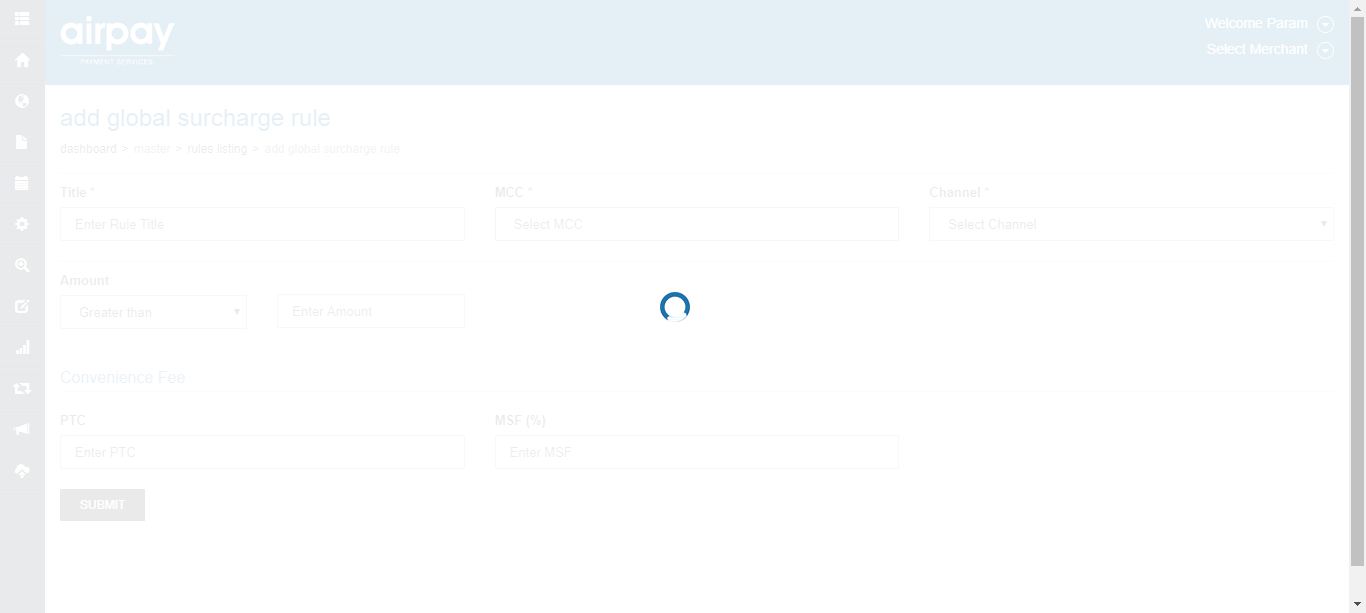 airpay
PAYMENT SERVICES
Welcome Param
Select Merchant
add global surcharge rule
dashboard > master > rules listing > add global surcharge rule
Title * MCC * Channel *
Enter Rule Title Select MCC Select Channel
Amount
Greater than Enter Amount
Convenience Fee
PTC MSF (%)
Enter PTC Enter MSF
SUBMIT